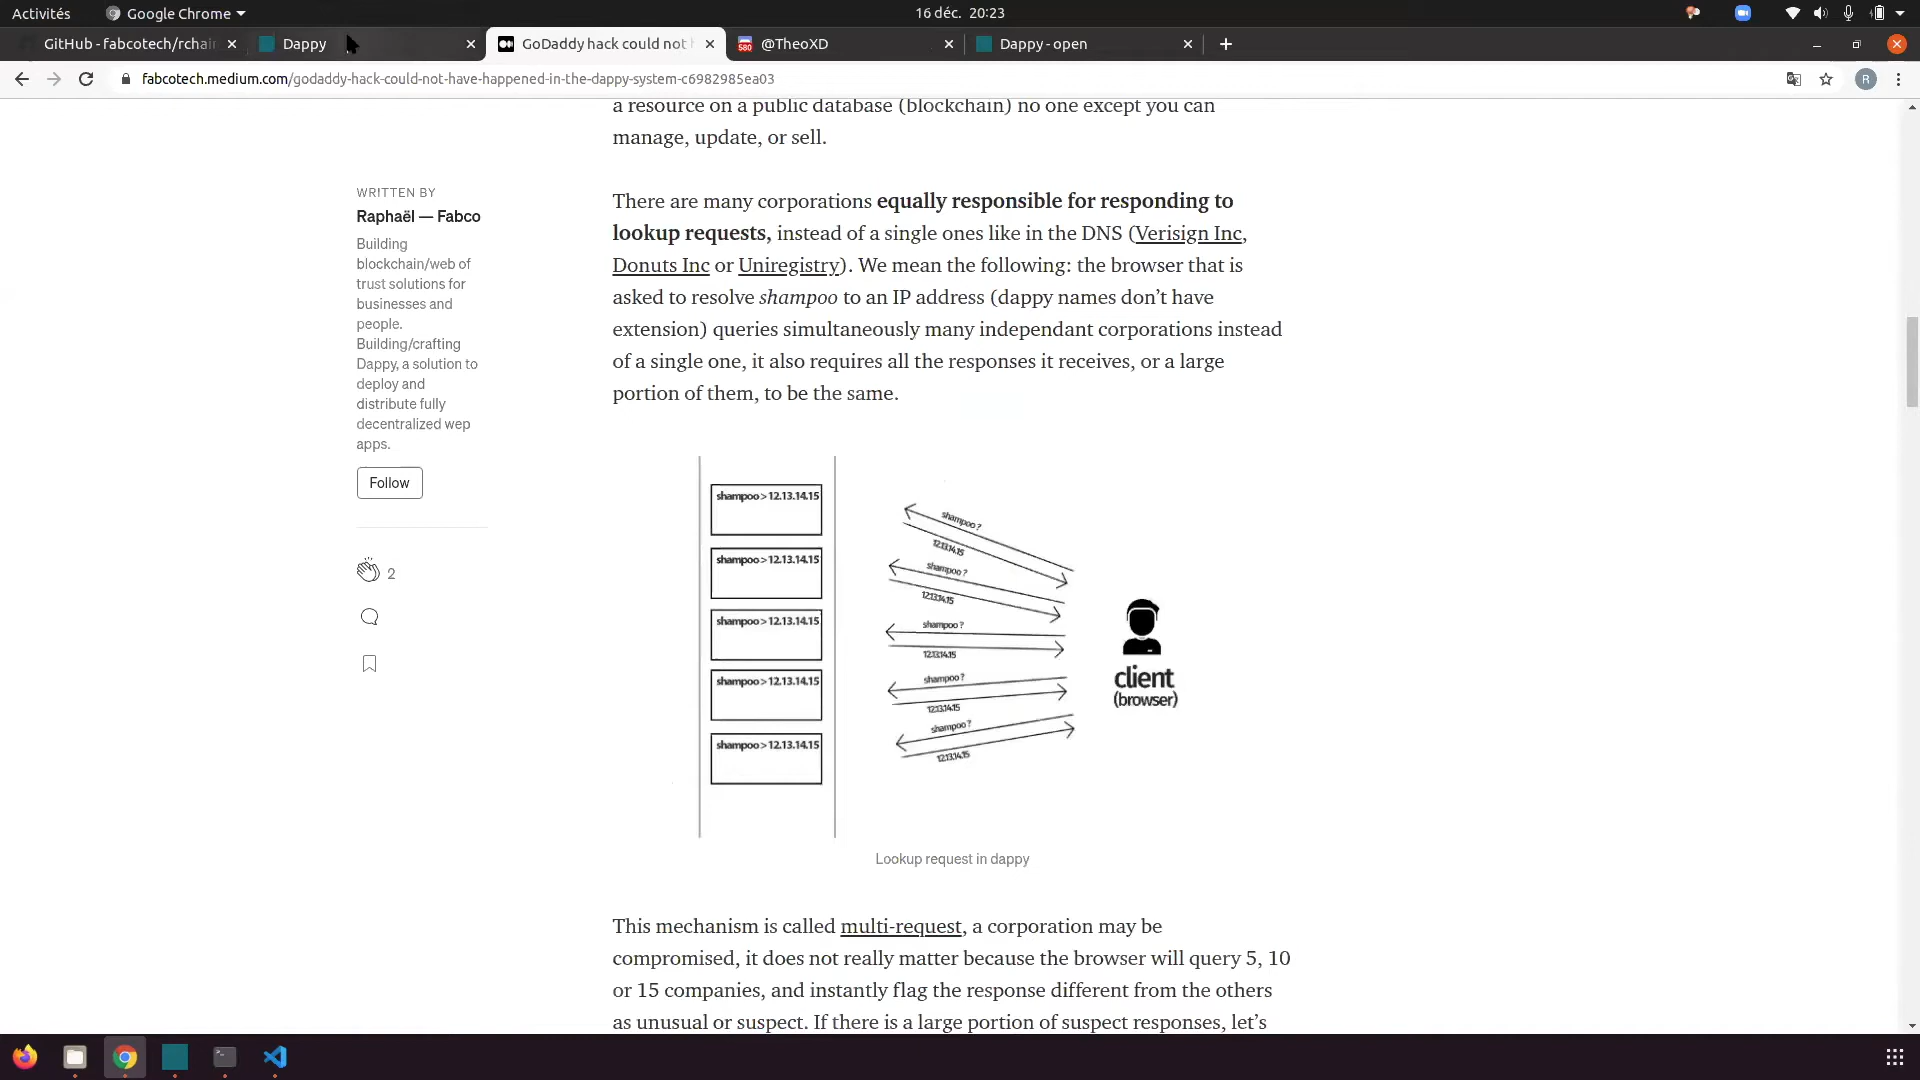 Activités
Google Chrome
16 déc. 20:23
GitHub - fabcotech/rchai
Dappy
GoDaddy hack could not h
580
@TheoXD
Dappy - open
fabcotech.medium.com/godaddy-hack-could-not-have-happened-in-the-dappy-system-c6982985ea03
R
a resource on a public database (blockchain) no one except you can
manage, update, or sell.
WRITTEN BY
Raphaël — Fabco
Building
blockchain/web of
trust solutions for
businesses and
people.
Building/crafting
Dappy, a solution to
deploy and
distribute fully
decentralized wep
apps.
Follow
2
There are many corporations equally responsible for responding to
lookup requests, instead of a single ones like in the DNS (Verisign Inc,
Donuts Inc or Uniregistry). We mean the following: the browser that is
asked to resolve shampoo to an IP address (dappy names don’t have
extension) queries simultaneously many independant corporations instead
of a single one, it also requires all the responses it receives, or a large
portion of them, to be the same.
shampoo > 12.13.14.15
shampoo > 12.13.14.15
shampoo > 12.13.14.15
shampoo > 12.13.14.15
shampoo > 12.13.14.15
shampoo ?
12.13.14.15
shampoo ?
12.13.14.15
shampoo ?
12.13.14.15
shampoo ?
12.13.14.15
shampoo ?
12.13.14.15
client
(browser)
Lookup request in dappy
This mechanism is called multi-request, a corporation may be
compromised, it does not really matter because the browser will query 5, 10
or 15 companies, and instantly flag the response different from the others
as unusual or suspect. If there is a large portion of suspect responses, let’s